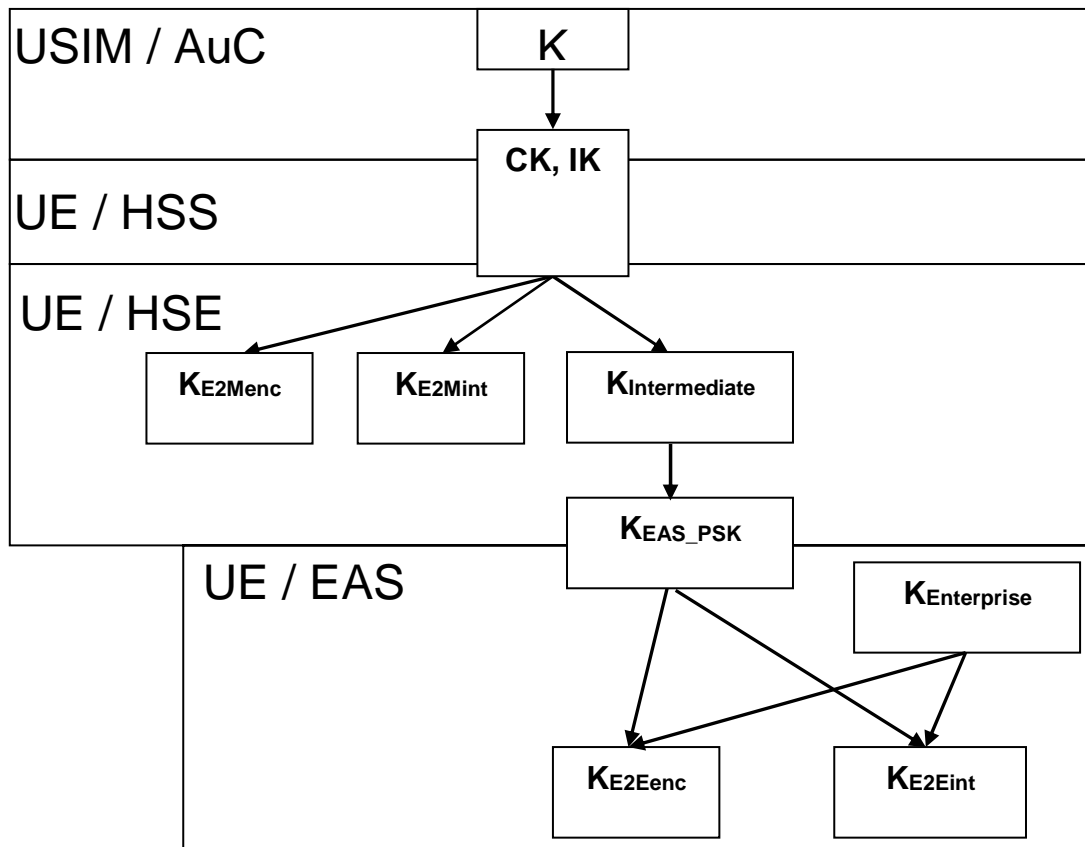 USIM / AuC
K
CK, IK
UE / HSS
UE / HSE
KE2Menc
KE2Mint
KIntermediate
KEAS_PSK
UE / EAS
KEnterprise
KE2Eenc
KE2Eint